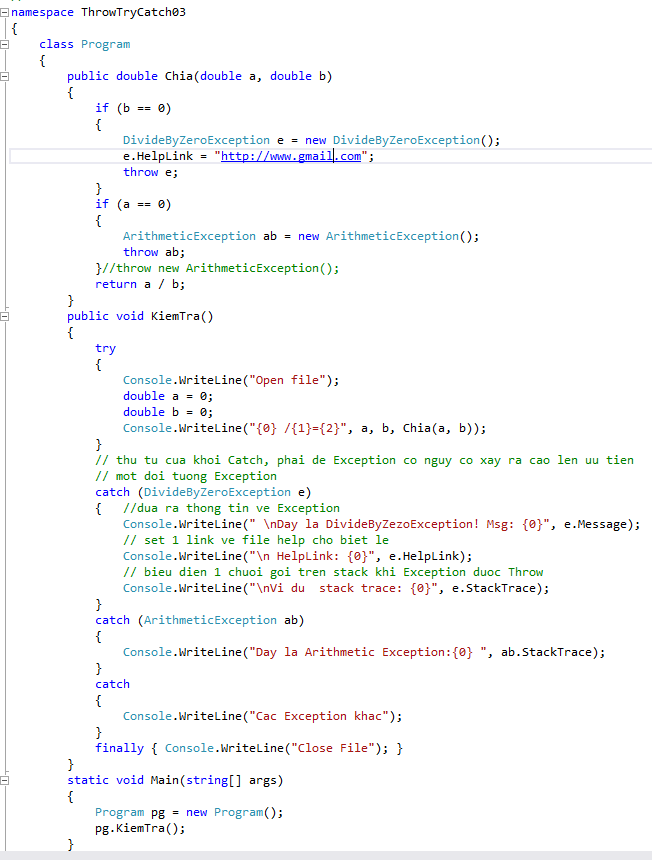 namespace ThrowTryCatch03
{
class Program
{
public double Chia(double a, double b)
{
if (b == 0)
{
DivideByZeroException e = new DivideByZeroException();
e.HelpLink = "http://www.gmail.com";
throw e;
}
if (a == 0)
{
ArithmeticException ab = new ArithmeticException();
throw ab;
}//throw new ArithmeticException();
return a / b;
}
public void KiemTra()
{
try
{
Console.WriteLine("Open file");
double a = 0;
double b = 0;
Console.WriteLine("{0} /{1}={2}", a, b, Chia(a, b));
}
// thu tu cua khoi Catch, phai de Exception co nguy co xay ra cao len uu tien
// mot doi tuong Exception
catch (DivideByZeroException e)
{   //dua ra thong tin ve Exception
Console.WriteLine(" \nDay la DivideByZezoException! Msg: {0}", e.Message);
// set 1 link ve file help cho biet le
Console.WriteLine("\n HelpLink: {0}", e.HelpLink);
// bieu dien 1 chuoi goi tren stack khi Exception duoc Throw
Console.WriteLine("\nVi du  stack trace: {0}", e.StackTrace);
}
catch (ArithmeticException ab)
{
Console.WriteLine("Day la Arithmetic Exception:{0} ", ab.StackTrace);
}
catch
{
Console.WriteLine("Cac Exception khac");
}
finally { Console.WriteLine("Close File"); }
}
static void Main(string[] args)
{
Program pg = new Program();
pg.KiemTra();
}